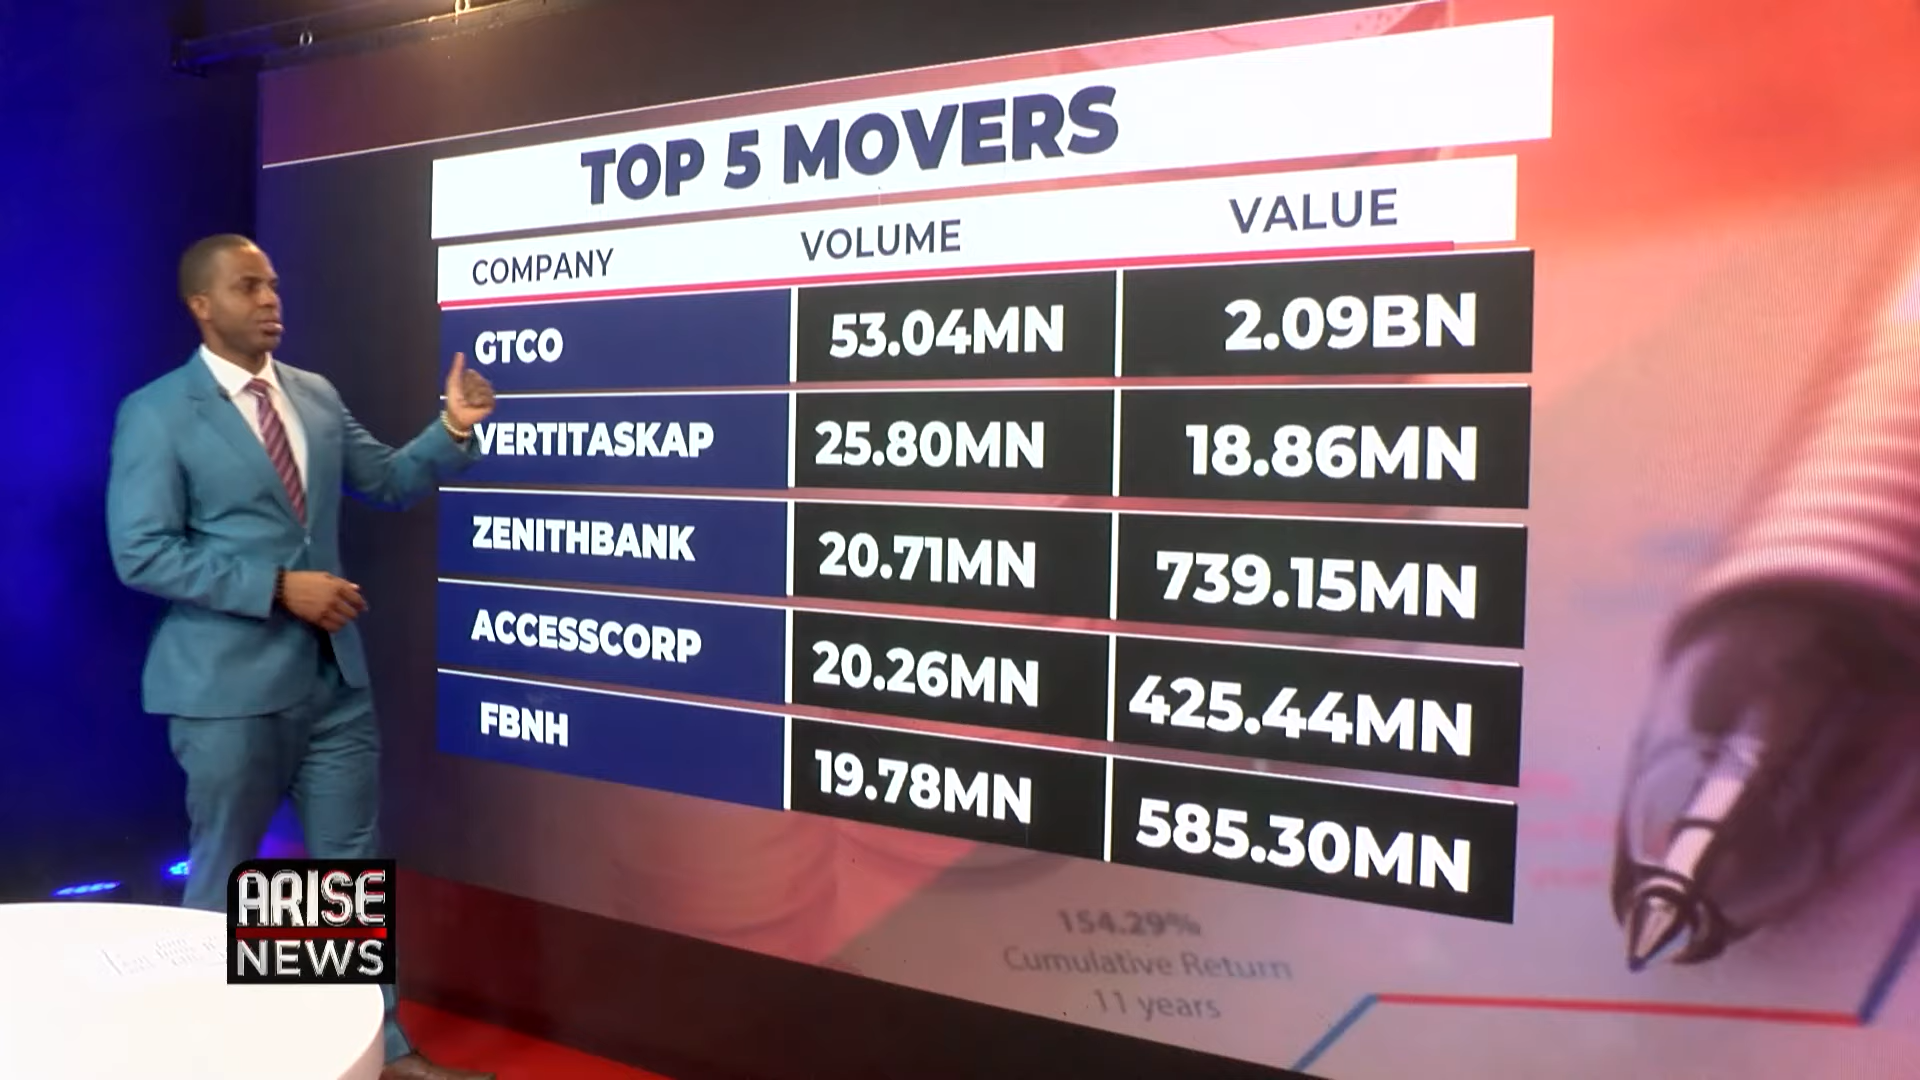 TOP 5 MOVERS
COMPANY VOLUME VALUE
GTCO 53.04MN 2.09BN
VERTITASKAP 25.80MN 18.86MN
ZENITHBANK 20.71MN 739.15MN
ACCESSCORP 20.26MN 425.44MN
FBNH 19.78MN 585.30MN
154.29%
Cumulative Return
11 years
ARISE
NEWS